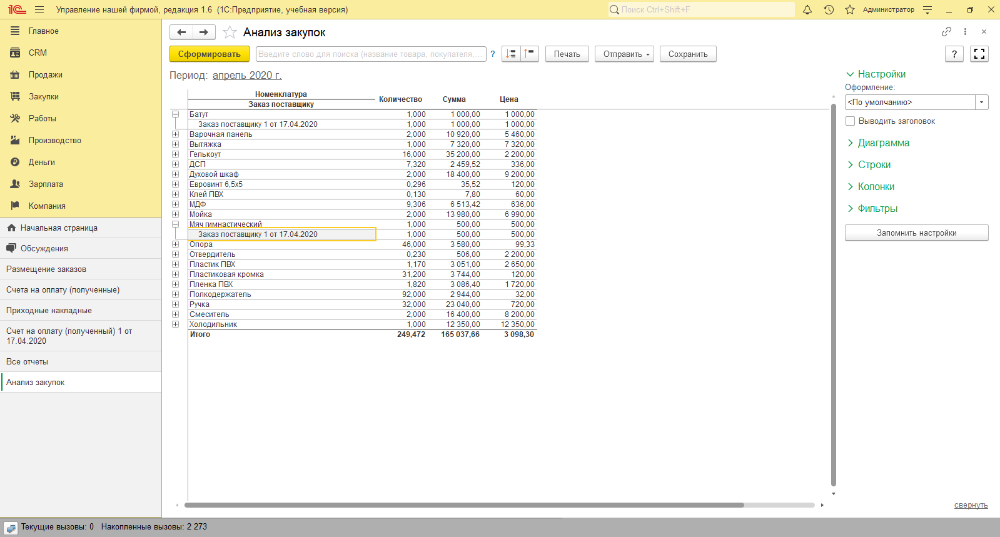 1С Управление нашей фирмой, редакция 1.6 (1С:Предприятие, учебная версия) Поиск Ctrl+Shift+F Администратор
Главное
CRM
Продажи
Закупки
Работы
Производство
Деньги
Зарплата
Компания
Начальная страница
Обсуждения
Размещение заказов
Счета на оплату (полученные)
Приходные накладные
Счет на оплату (полученный) 1 от
17.04.2020
Все отчеты
Анализ закупок
Анализ закупок
Сформировать Введите слово для поиска (название товара, покупателя,... ? Печать Отправить Сохранить ?
Период: апрель 2020 г.
Номенклатура Количество Сумма Цена
Заказ поставщику
Батут 1,000 1 000,00 1 000,00
Заказ поставщику 1 от 17.04.2020 1,000 1 000,00 1 000,00
Варочная панель 2,000 10 920,00 5 460,00
Вытяжка 1,000 7 320,00 7 320,00
Гелькоут 16,000 35 200,00 2 200,00
ДСП 7,320 2 459,52 336,00
Духовой шкаф 2,000 18 400,00 9 200,00
Евровинт 6,5х5 0,296 35,52 120,00
Клей ПВХ 0,130 7,80 60,00
МДФ 9,306 6 513,42 636,00
Мойка 2,000 13 980,00 6 990,00
Мяч гимнастический 1,000 500,00 500,00
Заказ поставщику 1 от 17.04.2020 1,000 500,00 500,00
Опора 46,000 3 580,00 99,33
Отвердитель 0,230 506,00 2 200,00
Пластик ПВХ 1,170 3 051,00 2 650,00
Пластиковая кромка 31,200 3 744,00 120,00
Пленка ПВХ 1,820 3 086,40 1 720,00
Полкодержатель 92,000 2 944,00 32,00
Ручка 32,000 23 040,00 720,00
Смеситель 2,000 16 400,00 8 200,00
Холодильник 1,000 12 350,00 12 350,00
Итого 249,472 165 037,66 3 098,30
Настройки
Оформление:
<По умолчанию>
Выводить заголовок
Диаграмма
Строки
Колонки
Фильтры
Запомнить настройки
свернуть
Текущие вызовы: 0 Накопленные вызовы: 2 273